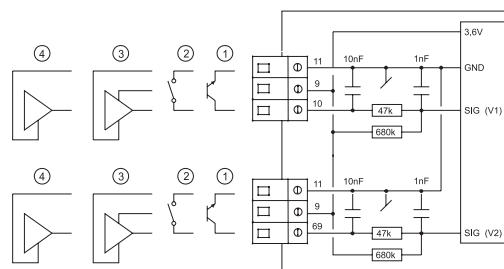 3,6V
④ ③ ② ① 11 10nF 1nF GND
9
10 47k SIG (V1)
680k
④ ③ ② ① 11 10nF 1nF
9
69 47k SIG (V2)
680k